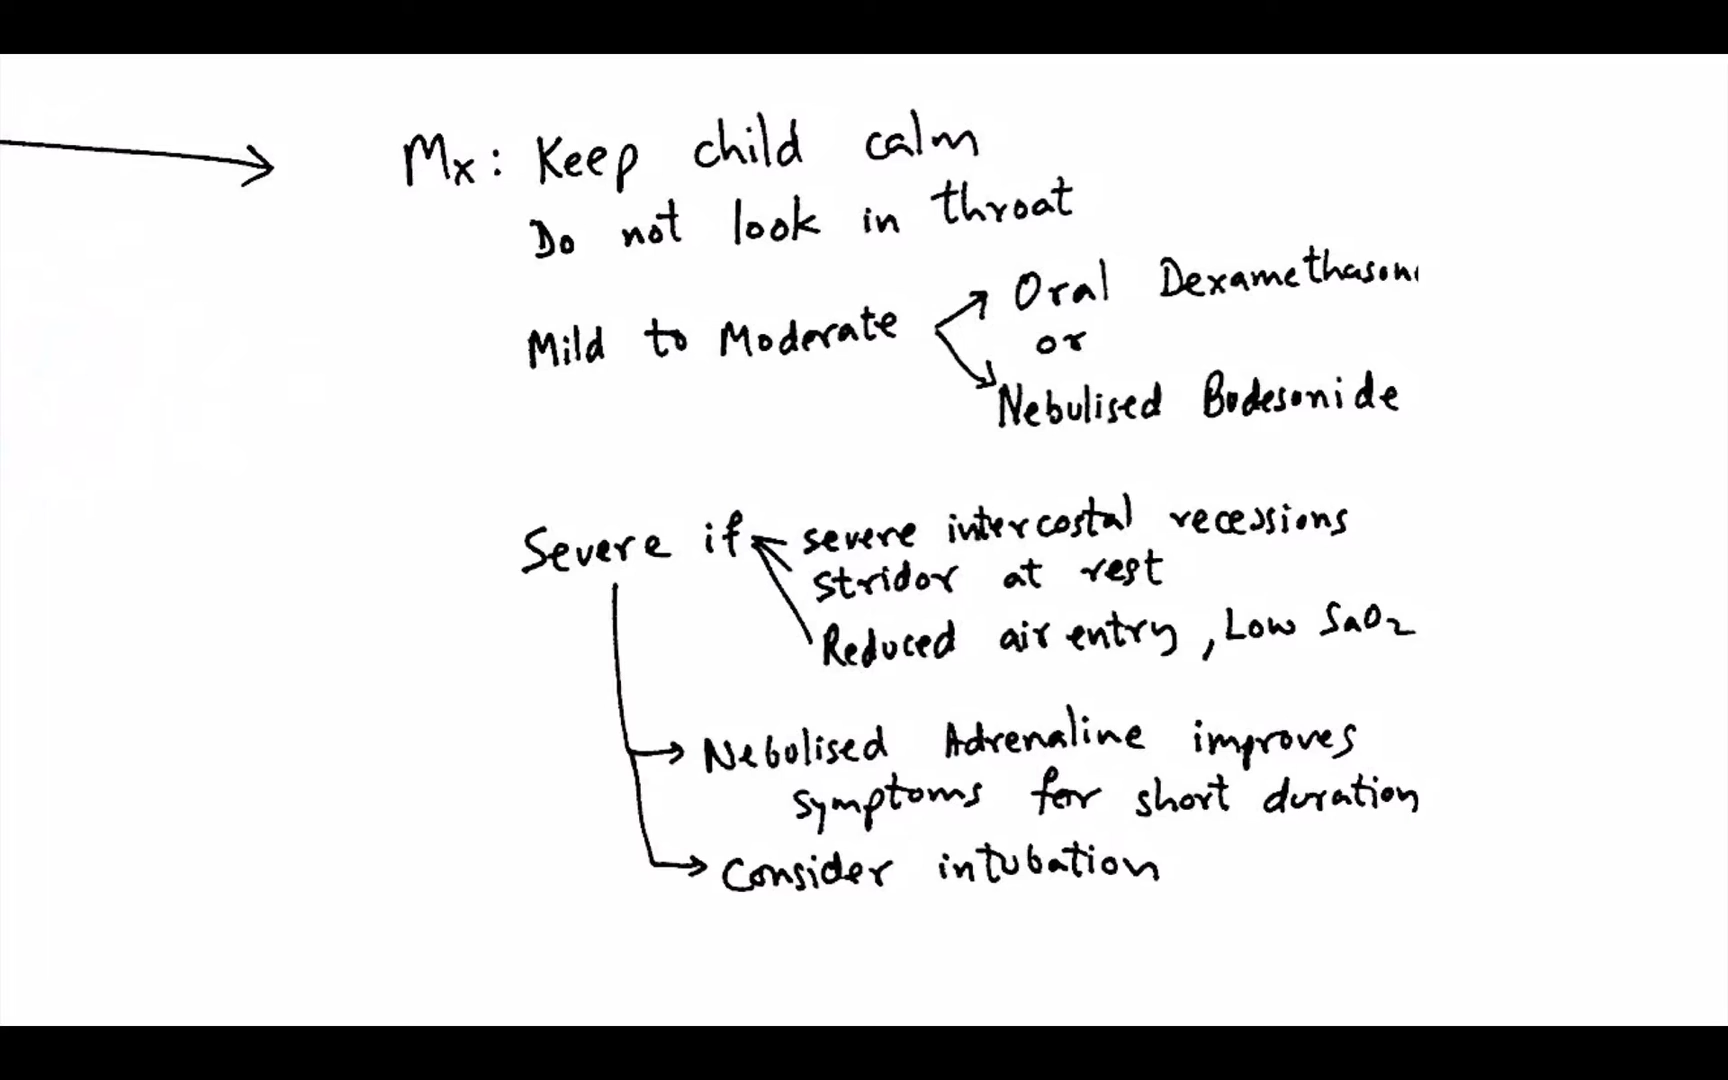 Mx: Keep child calm
Do not look in throat
Oral Dexamethason
Mild to Moderate
or
Nebulised Budesonide
Severe if severe intercostal recessions
stridor at rest
Reduced air entry, Low SaO2
Nebolised Adrenaline improves
symptoms for short duration
Consider intubation